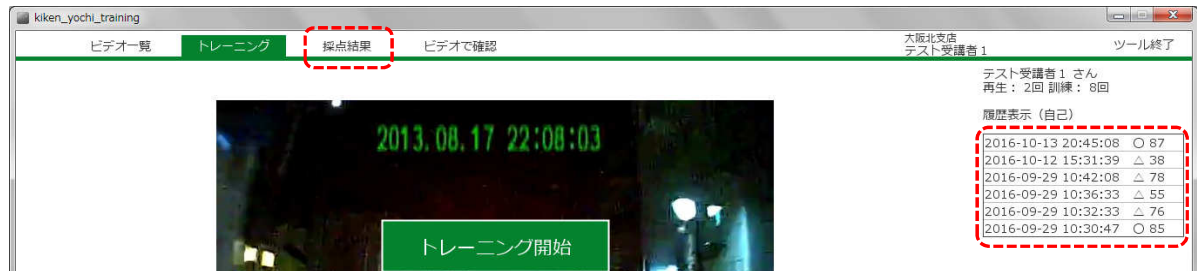 kiken_yochi_training
ビデオ一覧 トレーニング 採点結果 ビデオで確認 大阪北支店 テスト受講者1 ツール終了
テスト受講者1 さん
再生: 2回 訓練: 8回
履歴表示 (自己)
2016-10-13 20:45:08 ○ 87
2016-10-12 15:31:39 △ 38
2016-09-29 10:42:08 △ 78
2016-09-29 10:36:33 △ 55
2016-09-29 10:32:33 △ 76
2016-09-29 10:30:47 ○ 85
2013.08.17 22:08:03
トレーニング開始